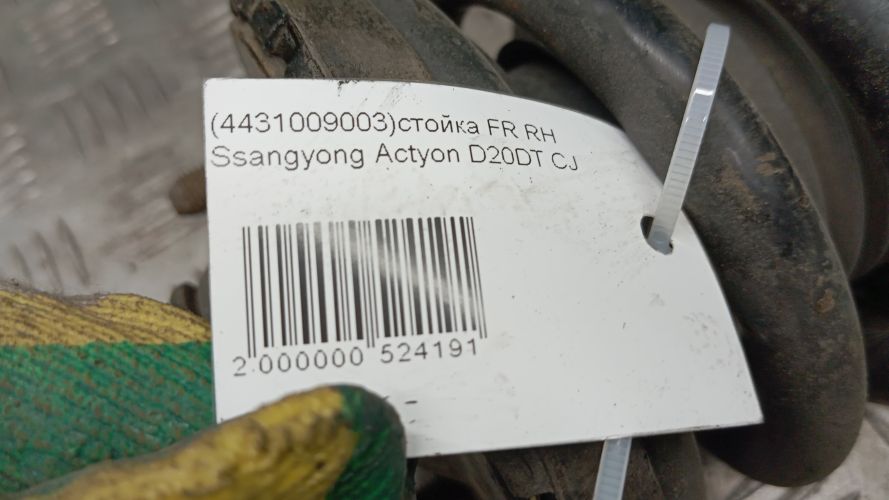 (4431009003)стойка FR RH
Ssangyong Actyon D20DT CJ
2 000000 524191